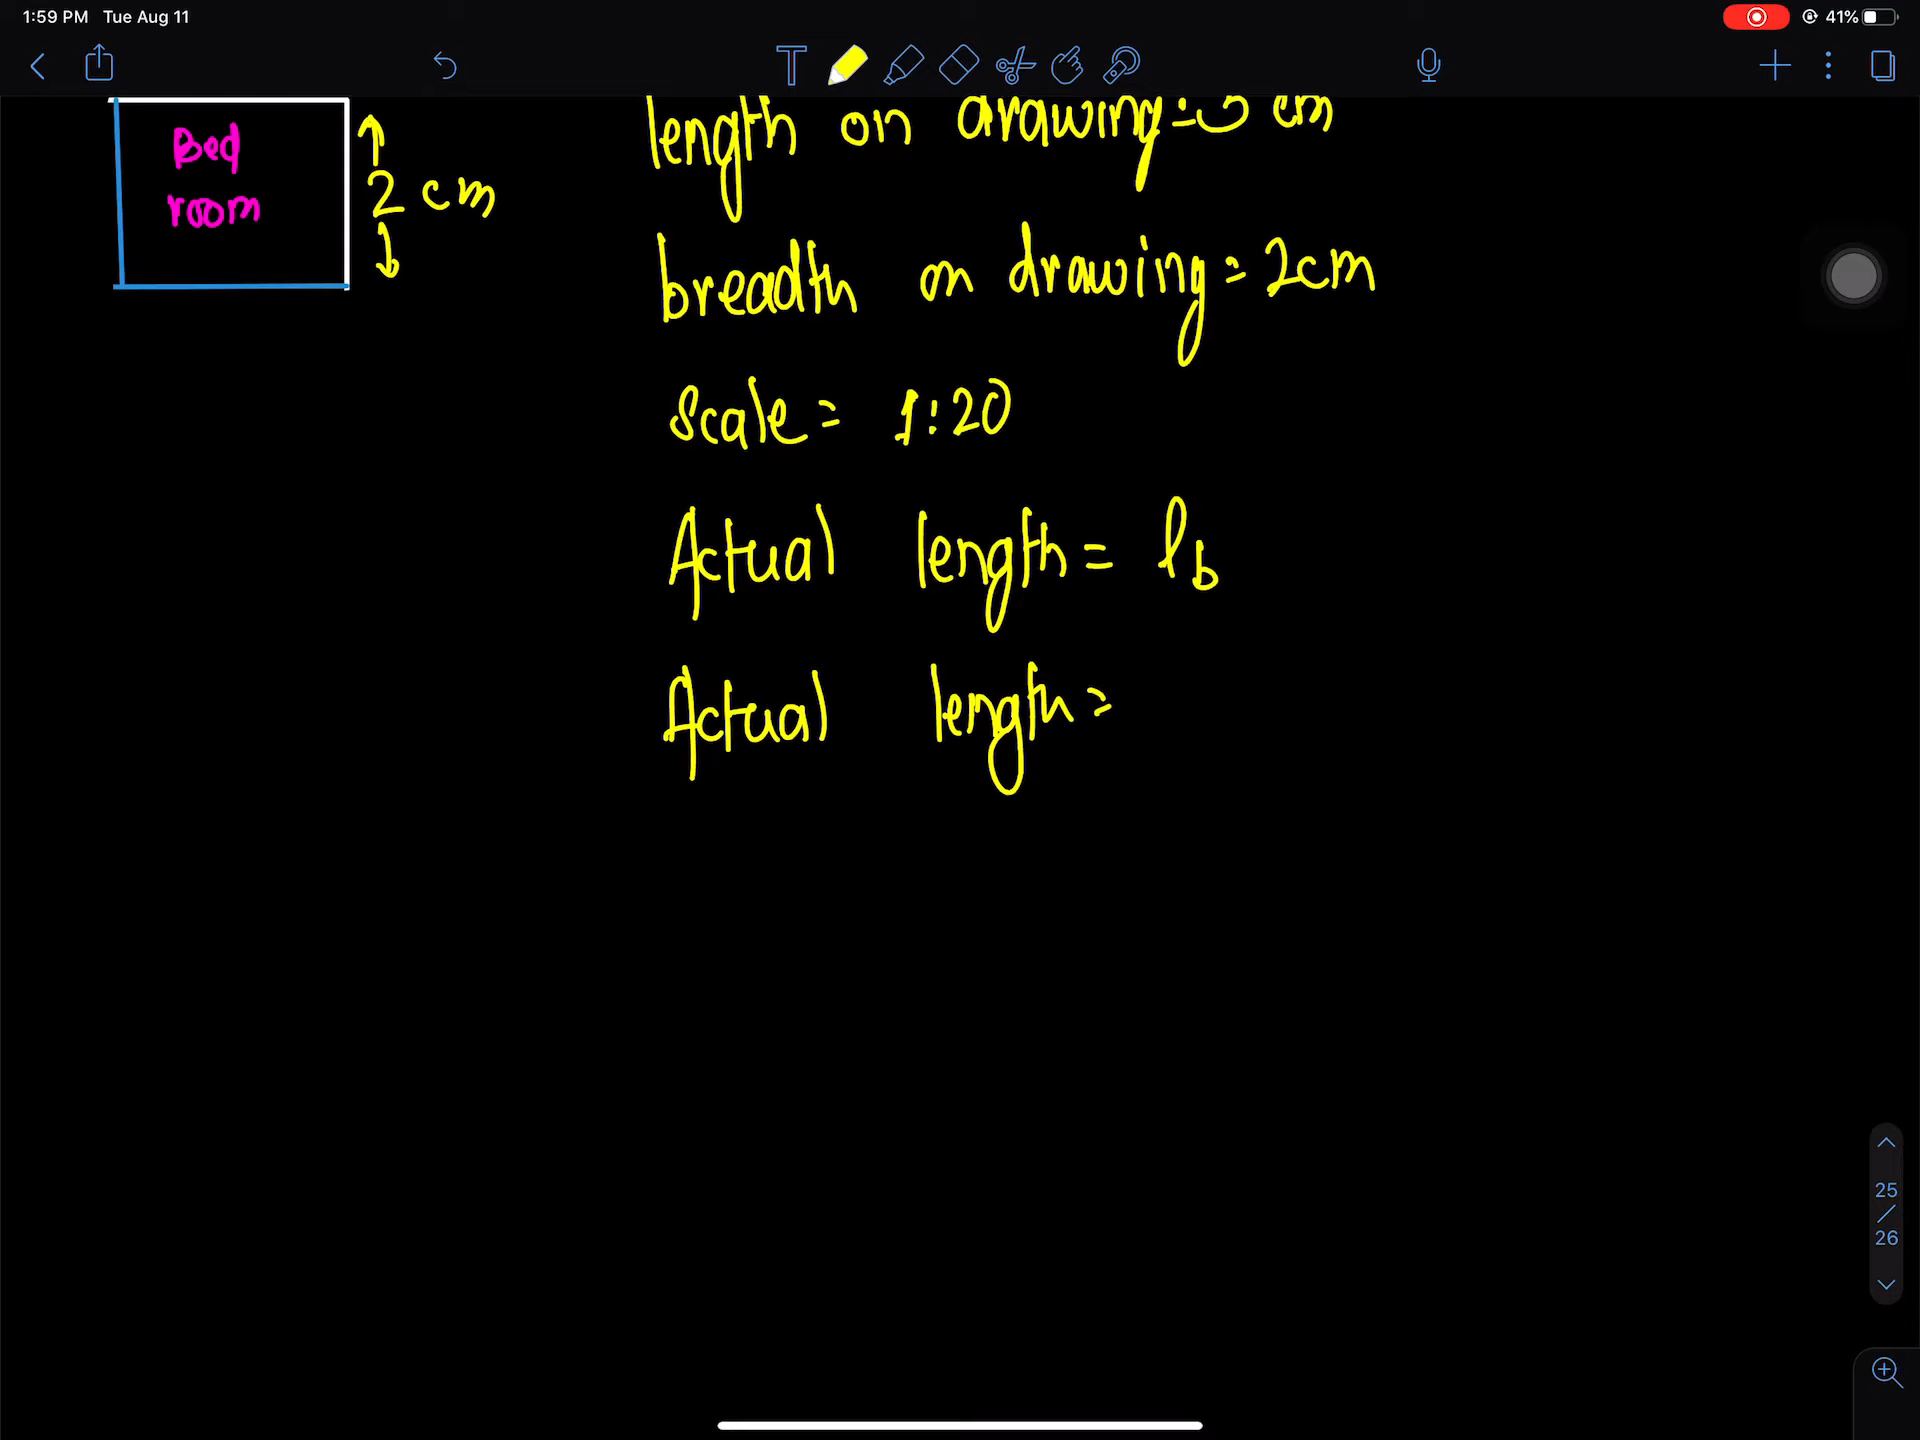 1:59 PM Tue Aug 11
41%
T
Bed
room
2 cm
length on drawing = cm
breadth on drawing = 2cm
Scale = 1:20
Actual length = lb
Actual length =
25
26